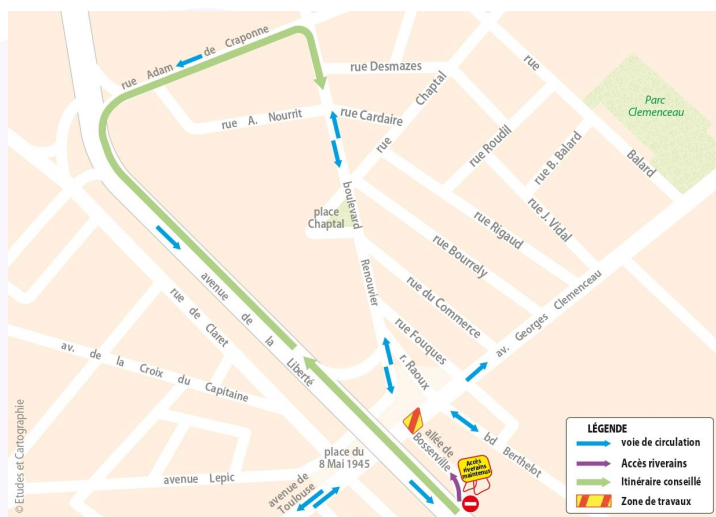 rue Adam de Craponne
rue Desmazes
rue
Parc
Clemenceau
rue A. Nourrit
rue Cardaire
rue Chaptal
rue Roudil
rue B. Balard
Balard
boulevard
place
Chaptal
rue J. Vidal
rue Rigaud
rue Bourrely
Renouvier
avenue de la Liberté
rue de Claret
rue du Commerce
av. Georges Clemenceau
rue Fouques
av. de la Croix du Capitaine
r. Raoux
allée de
Bosserville
bd Berthelot
place du
8 Mai 1945
avenue Lepic
avenue de
Toulouse
Accès
riverains
maintenus
LÉGENDE
voie de circulation
Accès riverains
Itinéraire conseillé
Zone de travaux
© Etudes et Cartographie